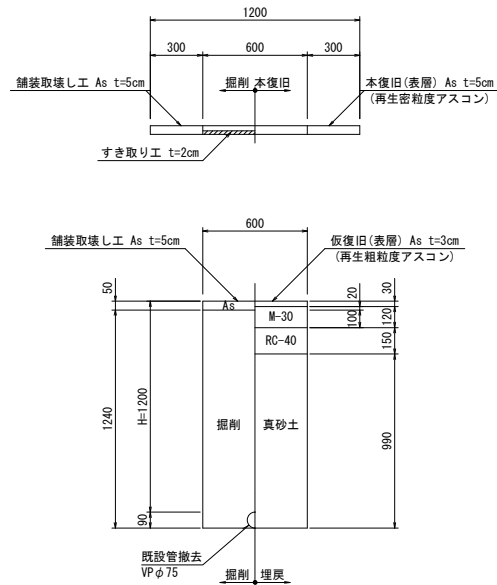 1200
300 600 300
舗装取壊し工 As t=5cm
掘削 本復旧
本復旧(表層) As t=5cm
(再生密粒度アスコン)
すき取り工 t=2cm
600
舗装取壊し工 As t=5cm
仮復旧(表層) As t=3cm
(再生粗粒度アスコン)
50
As
20
30
M-30
100
120
RC-40
150
1240
H=1200
掘削
真砂土
990
90
既設管撤去
VPφ75
掘削 埋戻